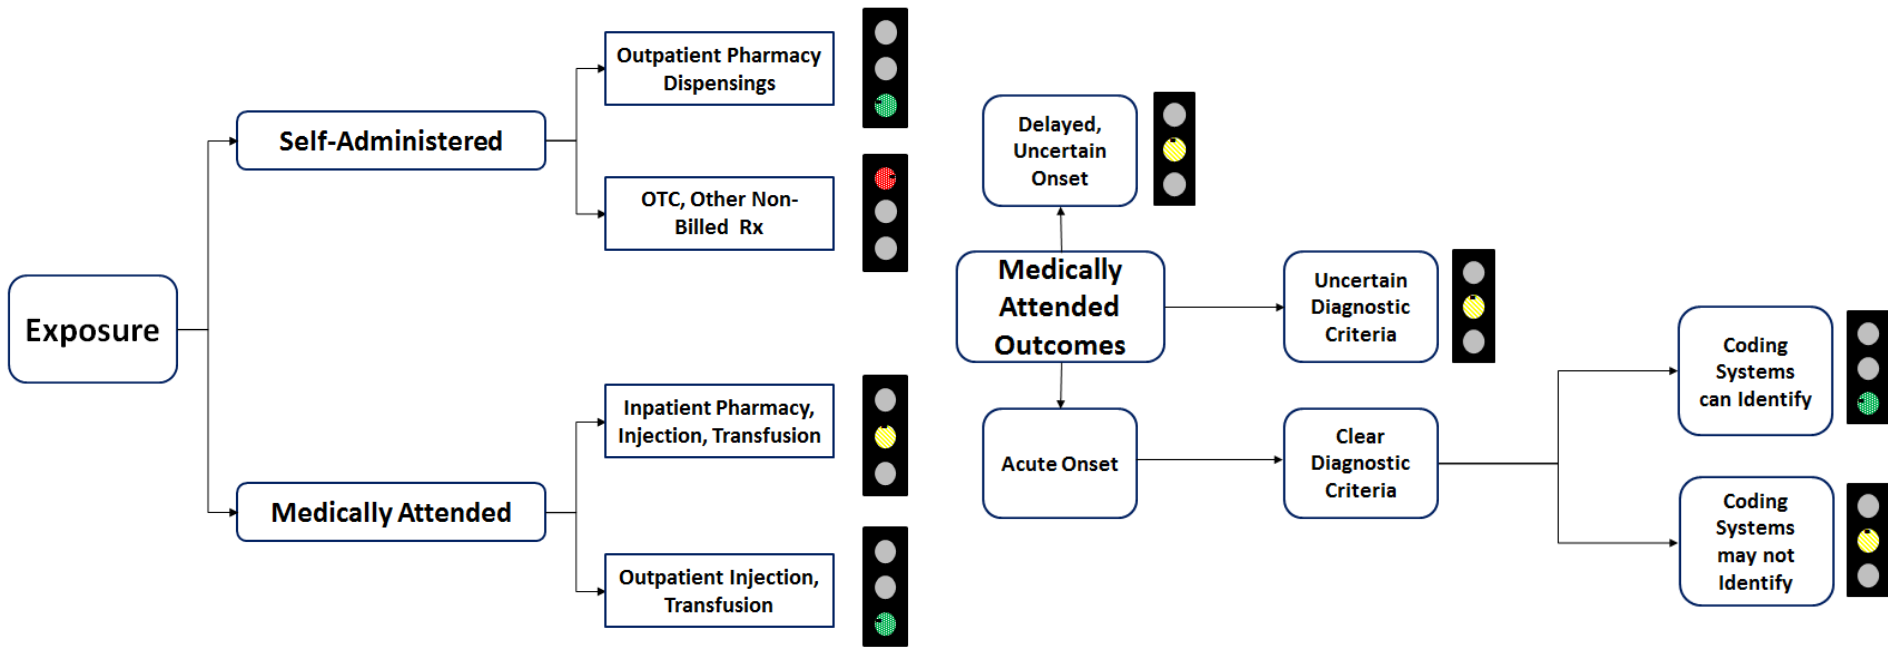 Exposure
Self-Administered
Outpatient Pharmacy
Dispensings
OTC, Other Non-
Billed Rx
Medically Attended
Inpatient Pharmacy,
Injection, Transfusion
Outpatient Injection,
Transfusion
Delayed,
Uncertain
Onset
Medically
Attended
Outcomes
Uncertain
Diagnostic
Criteria
Acute Onset
Clear
Diagnostic
Criteria
Coding
Systems
can Identify
Coding
Systems
may not
Identify